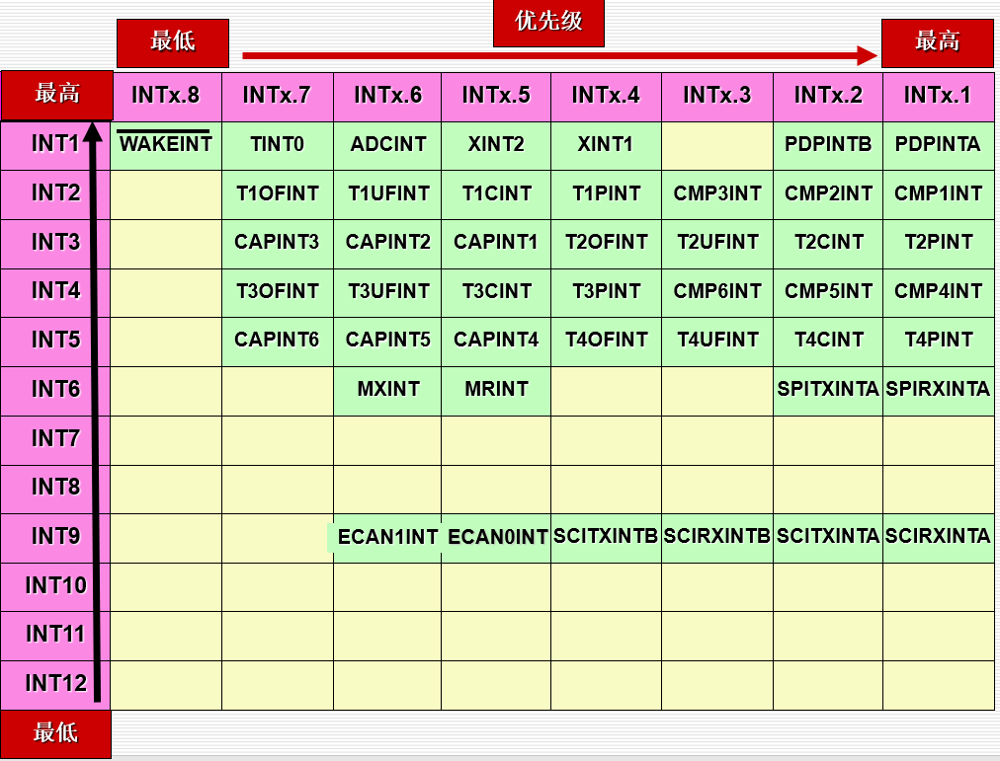 优先级
最低 最高
最高 INTx.8 INTx.7 INTx.6 INTx.5 INTx.4 INTx.3 INTx.2 INTx.1
INT1 WAKEINT TINT0 ADCINT XINT2 XINT1 PDPINTB PDPINTA
INT2 T1OFINT T1UFINT T1CINT T1PINT CMP3INT CMP2INT CMP1INT
INT3 CAPINT3 CAPINT2 CAPINT1 T2OFINT T2UFINT T2CINT T2PINT
INT4 T3OFINT T3UFINT T3CINT T3PINT CMP6INT CMP5INT CMP4INT
INT5 CAPINT6 CAPINT5 CAPINT4 T4OFINT T4UFINT T4CINT T4PINT
INT6 MXINT MRINT SPITXINTA SPIRXINTA
INT7
INT8
INT9 ECAN1INT ECAN0INT SCITXINTB SCIRXINTB SCITXINTA SCIRXINTA
INT10
INT11
INT12
最低